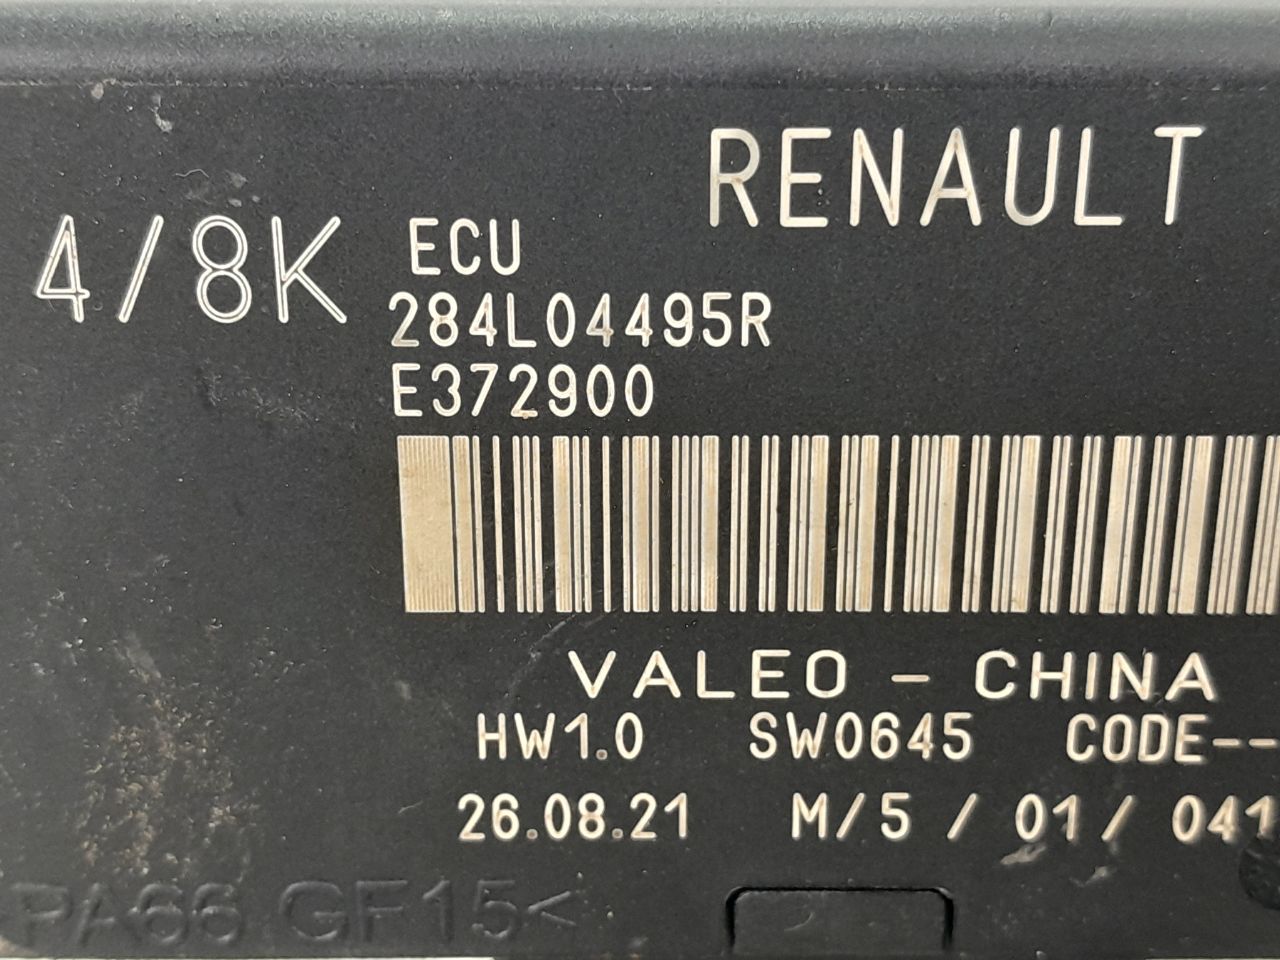 RENAULT
4/8K
ECU
284L04495R
E372900
VALEO - CHINA
HW1.0 SW0645 CODE--
26.08.21 M/5 / 01 / 041
PA66 GF15<